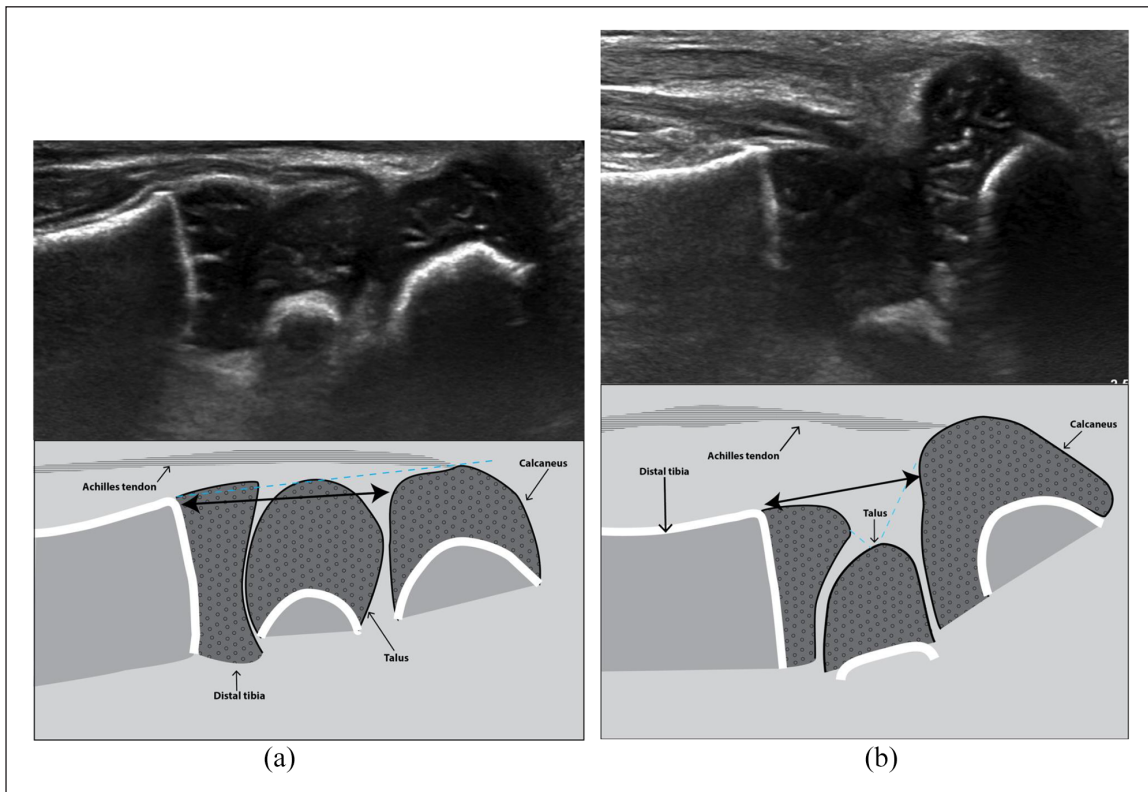 Achilles tendon
Calcaneus
Talus
Distal tibia
(a)
Achilles tendon
Calcaneus
Distal tibia
Talus
(b)